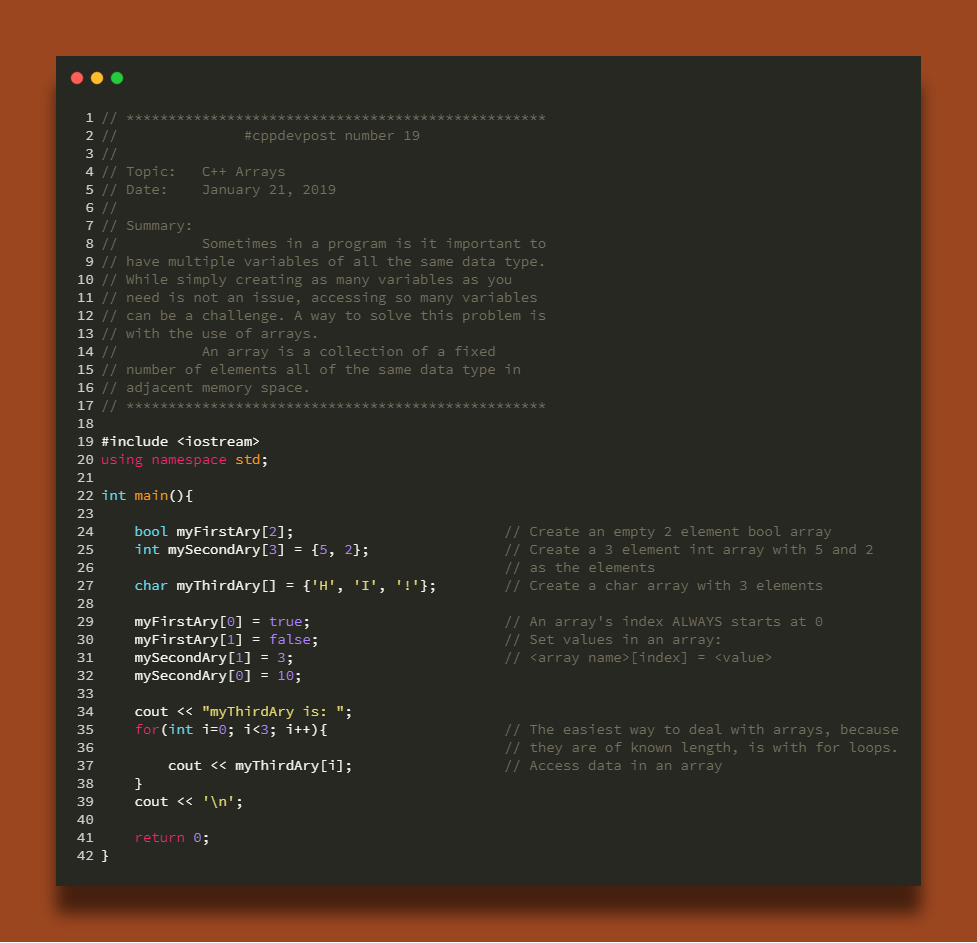 1 // **************************************************
2 //               #cppdevpost number 19
3 //
4 // Topic:   C++ Arrays
5 // Date:    January 21, 2019
6 //
7 // Summary:
8 //          Sometimes in a program is it important to
9 // have multiple variables of all the same data type.
10 // While simply creating as many variables as you
11 // need is not an issue, accessing so many variables
12 // can be a challenge. A way to solve this problem is
13 // with the use of arrays.
14 //          An array is a collection of a fixed
15 // number of elements all of the same data type in
16 // adjacent memory space.
17 // **************************************************
18
19 #include <iostream>
20 using namespace std;
21
22 int main(){
23
24     bool myFirstAry[2];                         // Create an empty 2 element bool array
25     int mySecondAry[3] = {5, 2};                // Create a 3 element int array with 5 and 2
26                                                 // as the elements
27     char myThirdAry[] = {'H', 'I', '!'};        // Create a char array with 3 elements
28
29     myFirstAry[0] = true;                       // An array's index ALWAYS starts at 0
30     myFirstAry[1] = false;                      // Set values in an array:
31     mySecondAry[1] = 3;                         // <array name>[index] = <value>
32     mySecondAry[0] = 10;
33
34     cout << "myThirdAry is: ";
35     for(int i=0; i<3; i++){                     // The easiest way to deal with arrays, because
36                                                 // they are of known length, is with for loops.
37         cout << myThirdAry[i];                  // Access data in an array
38     }
39     cout << '\n';
40
41     return 0;
42 }